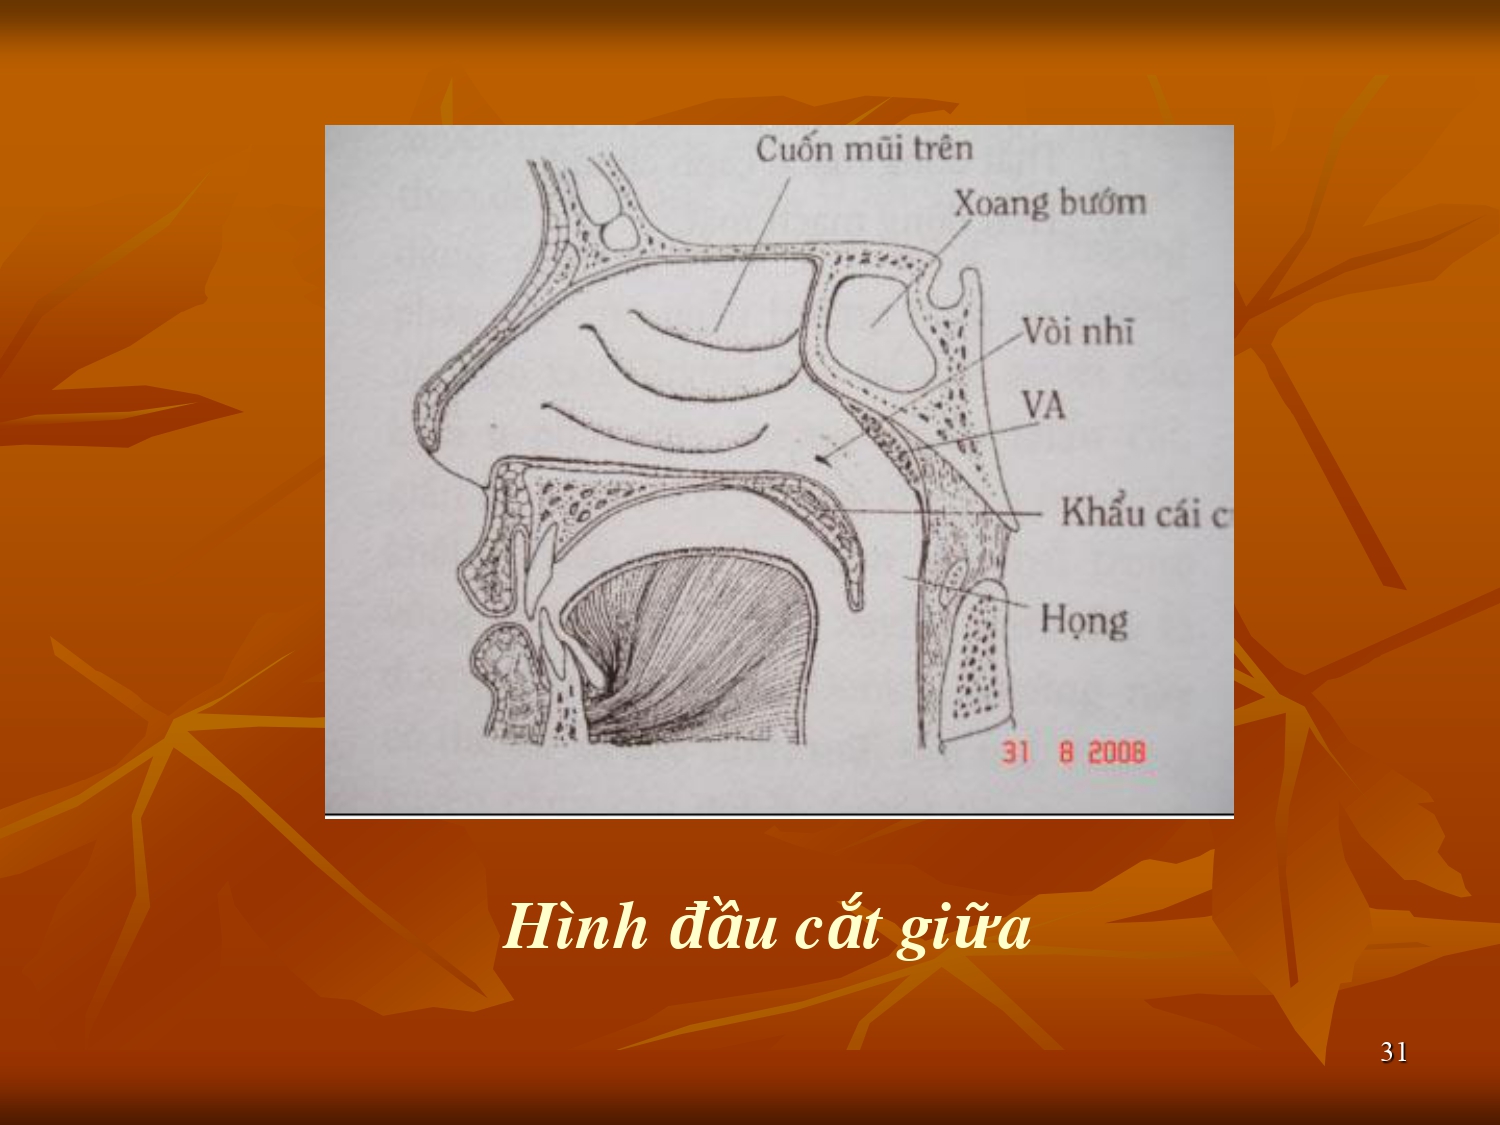 Cuốn mũi trên
Xoang bướm
Vòi nhĩ
VA
Khẩu cái
Họng
31 8 2008
Hình đầu cắt giữa
31